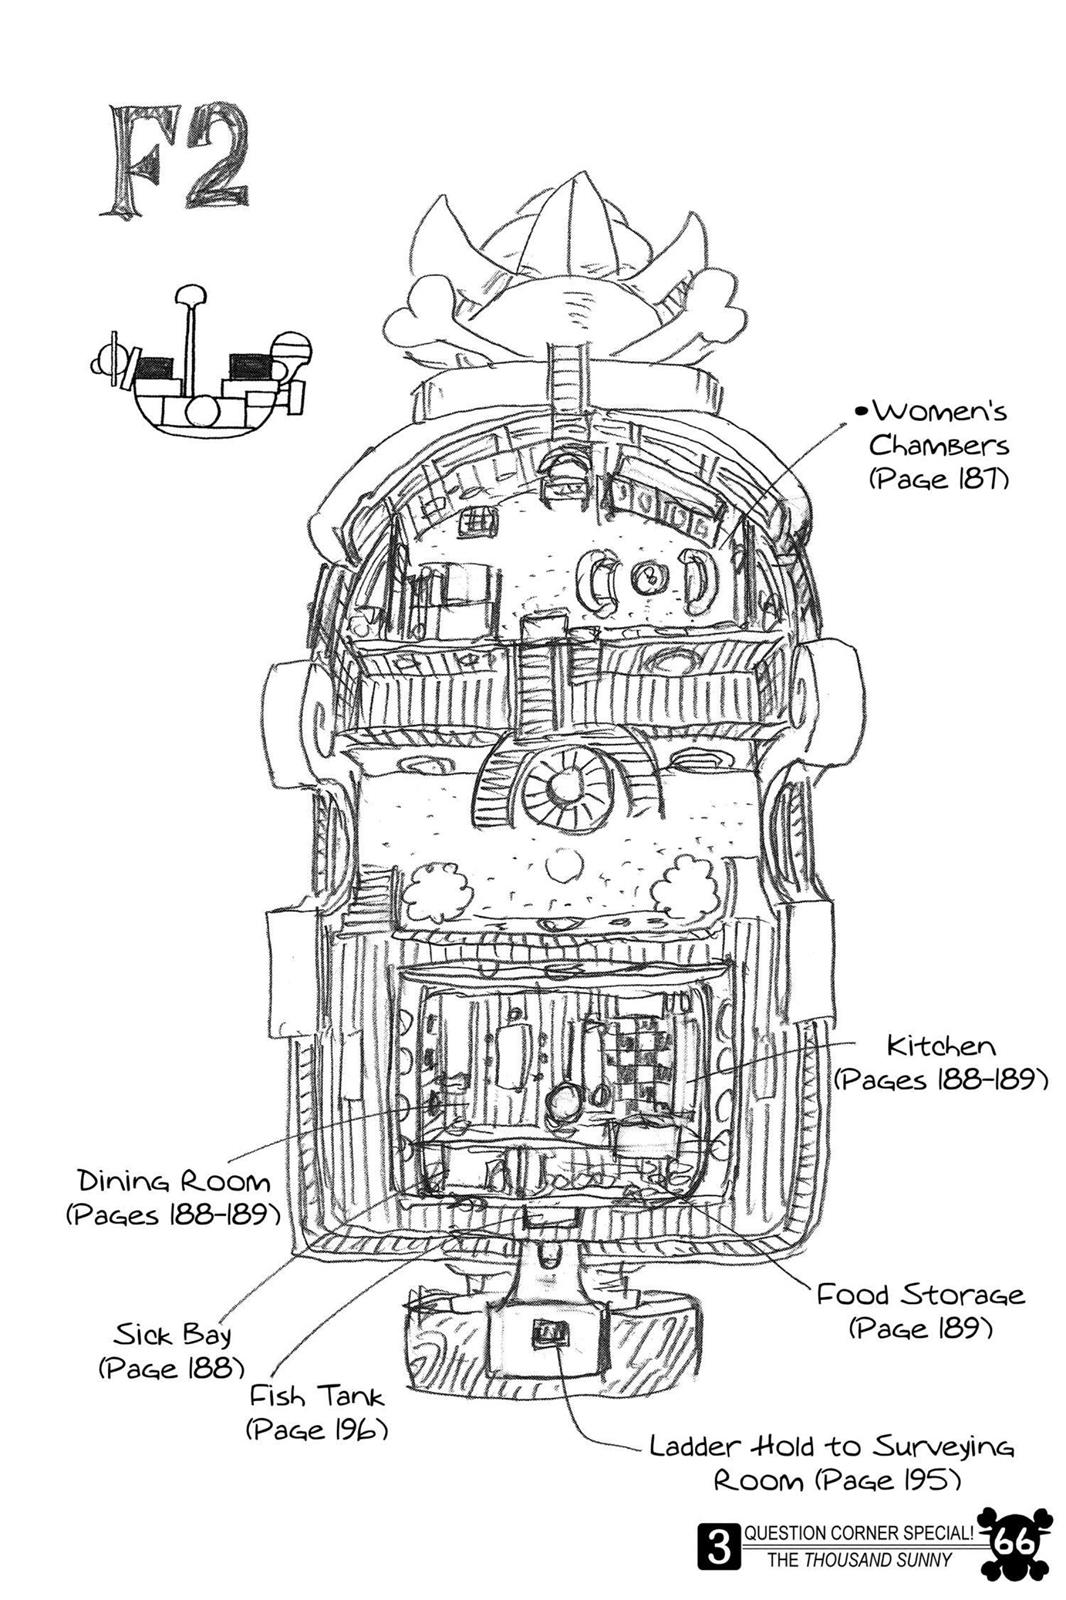 F2
•Women's
Chambers
(Page 187)
Kitchen
(Pages 188-189)
Dining Room
(Pages 188-189)
Food Storage
(Page 189)
Sick Bay
(Page 188)
Fish Tank
(Page 196)
Ladder Hold to Surveying
Room (Page 195)
3 QUESTION CORNER SPECIAL! 66
THE THOUSAND SUNNY